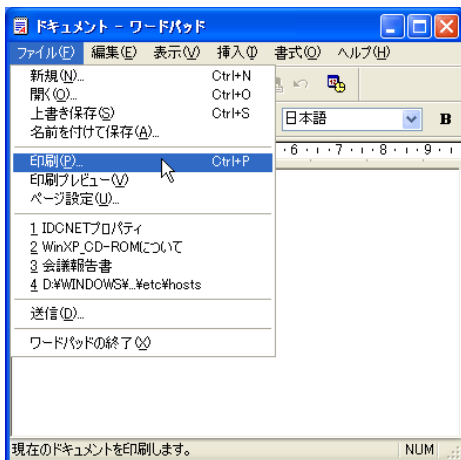 ドキュメント - ワードパッド
ファイル(F) 編集(E) 表示(V) 挿入(I) 書式(O) ヘルプ(H)
新規(N)... Ctrl+N
開く(O)... Ctrl+O
上書き保存(S) Ctrl+S
名前を付けて保存(A)...
日本語 B
印刷(P)... Ctrl+P
·6·ı·7·ı·8·ı·9·ı
印刷プレビュー(V)
ページ設定(U)...
1 IDCNETプロパティ
2 WinXP_CD-ROMについて
3 会議報告書
4 D:¥WINDOWS¥...¥etc¥hosts
送信(D)...
ワードパッドの終了(X)
現在のドキュメントを印刷します。 NUM